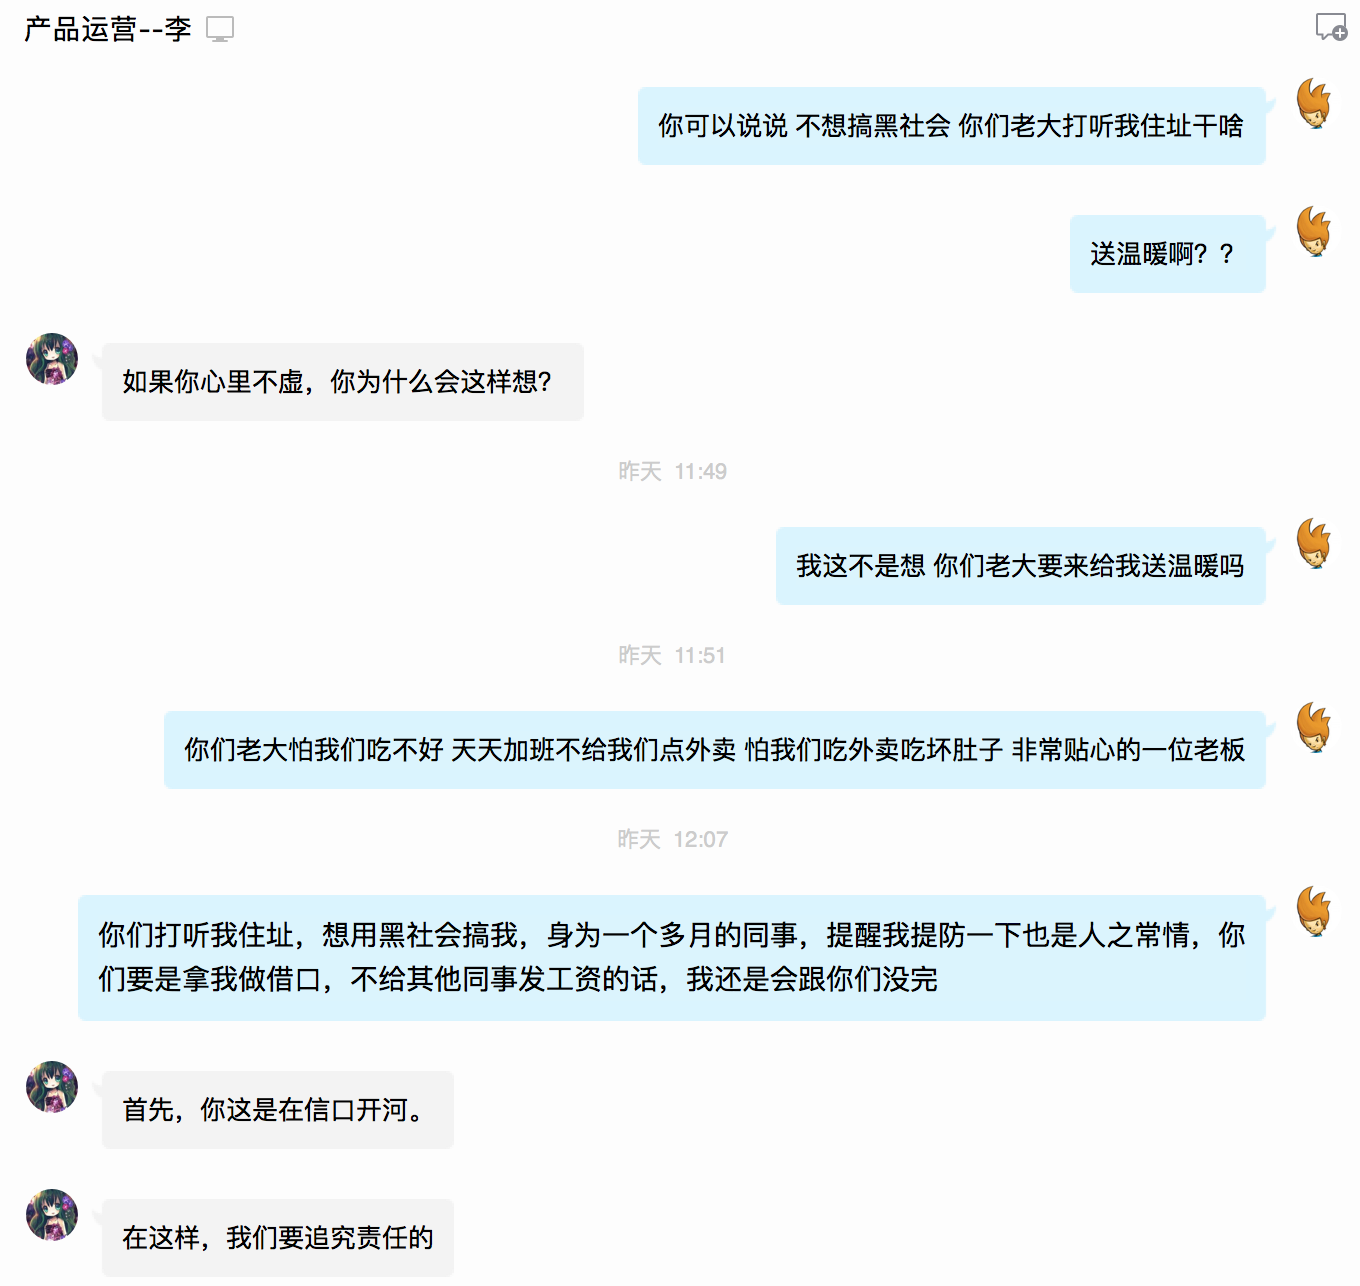 产品运营--李
你可以说说 不想搞黑社会 你们老大打听我住址干啥
送温暖啊？？
如果你心里不虚，你为什么会这样想？
昨天 11:49
我这不是想 你们老大要来给我送温暖吗
昨天 11:51
你们老大怕我们吃不好 天天加班不给我们点外卖 怕我们吃外卖吃坏肚子 非常贴心的一位老板
昨天 12:07
你们打听我住址，想用黑社会搞我，身为一个多月的同事，提醒我提防一下也是人之常情，你
们要是拿我做借口，不给其他同事发工资的话，我还是会跟你们没完
首先，你这是在信口开河。
在这样，我们要追究责任的